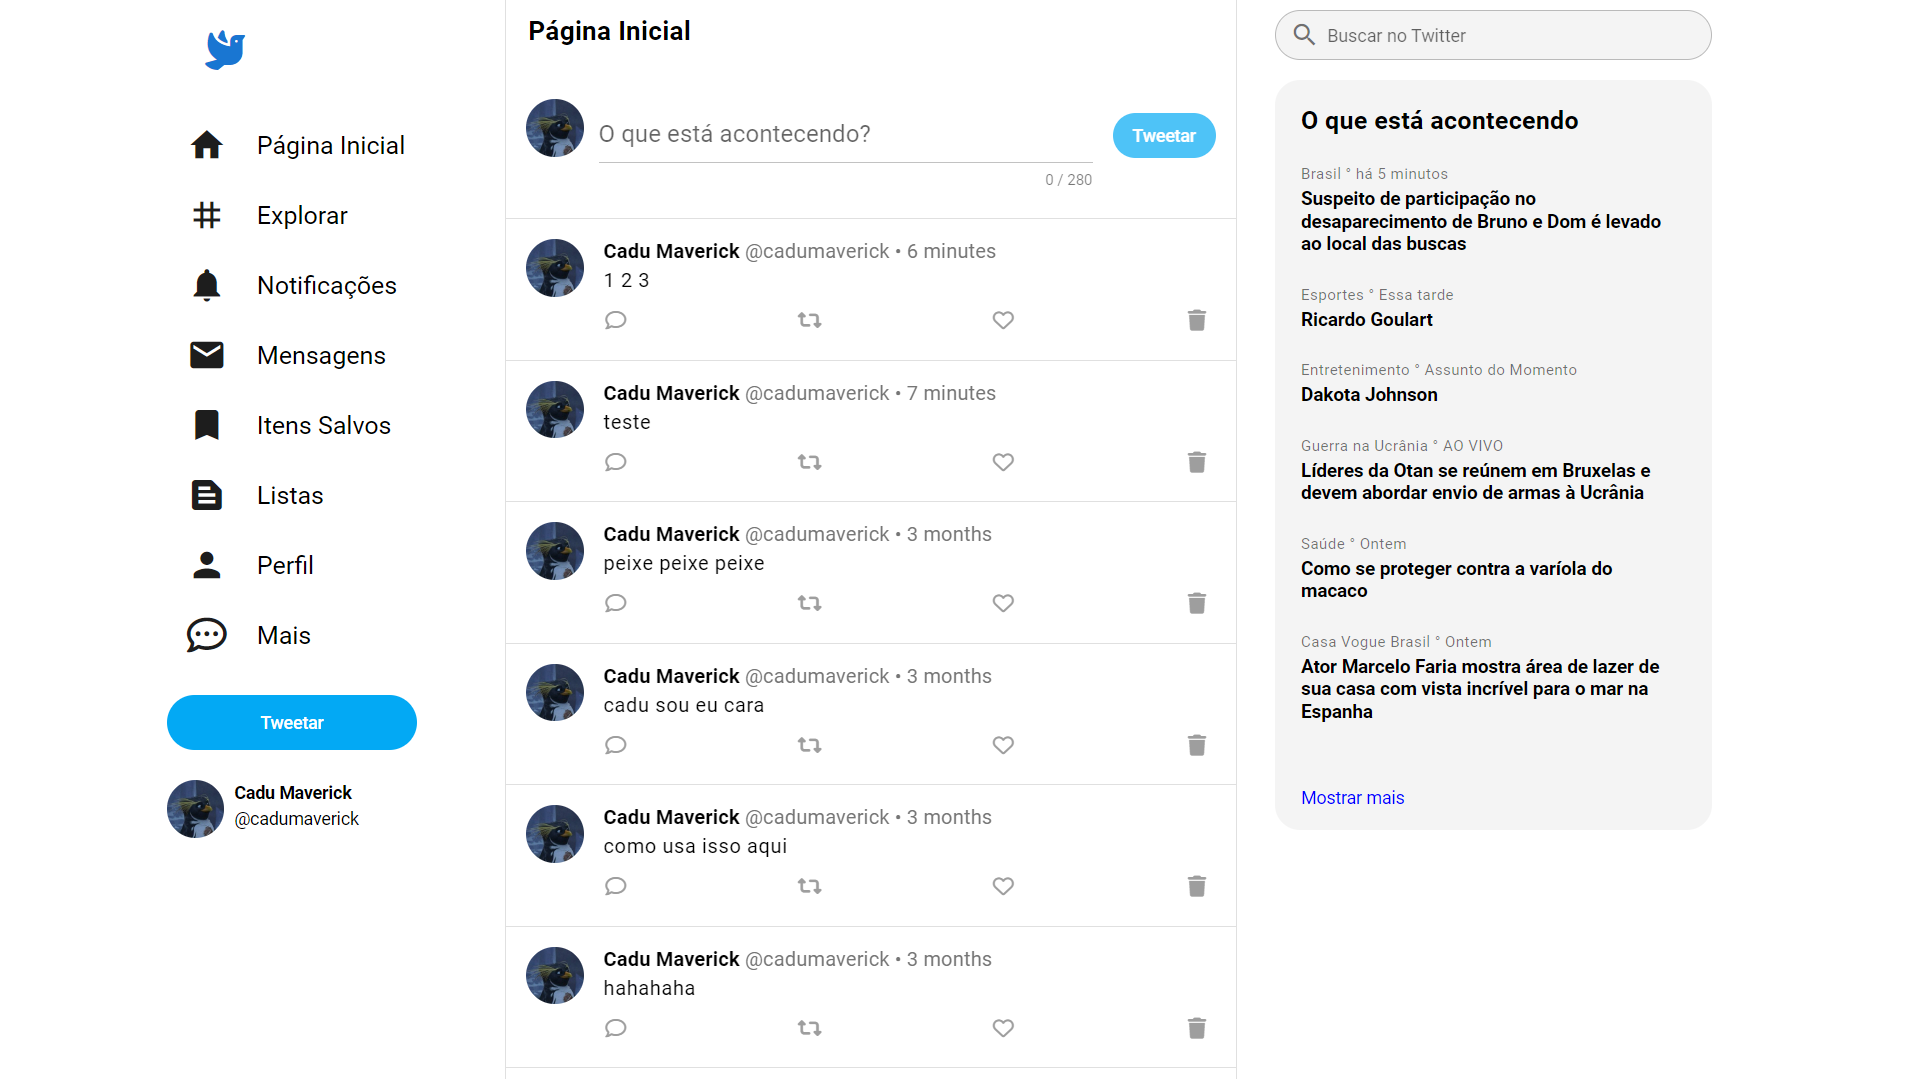 Página Inicial
Explorar
Notificações
Mensagens
Itens Salvos
Listas
Perfil
Mais
Tweetar
Cadu Maverick
@cadumaverick
Página Inicial
O que está acontecendo?
Tweetar
0 / 280
Cadu Maverick @cadumaverick • 6 minutes
1 2 3
Cadu Maverick @cadumaverick • 7 minutes
teste
Cadu Maverick @cadumaverick • 3 months
peixe peixe peixe
Cadu Maverick @cadumaverick • 3 months
cadu sou eu cara
Cadu Maverick @cadumaverick • 3 months
como usa isso aqui
Cadu Maverick @cadumaverick • 3 months
hahahaha
Buscar no Twitter
O que está acontecendo
Brasil ° há 5 minutos
Suspeito de participação no
desaparecimento de Bruno e Dom é levado
ao local das buscas
Esportes ° Essa tarde
Ricardo Goulart
Entretenimento ° Assunto do Momento
Dakota Johnson
Guerra na Ucrânia ° AO VIVO
Líderes da Otan se reúnem em Bruxelas e
devem abordar envio de armas à Ucrânia
Saúde ° Ontem
Como se proteger contra a varíola do
macaco
Casa Vogue Brasil ° Ontem
Ator Marcelo Faria mostra área de lazer de
sua casa com vista incrível para o mar na
Espanha
Mostrar mais